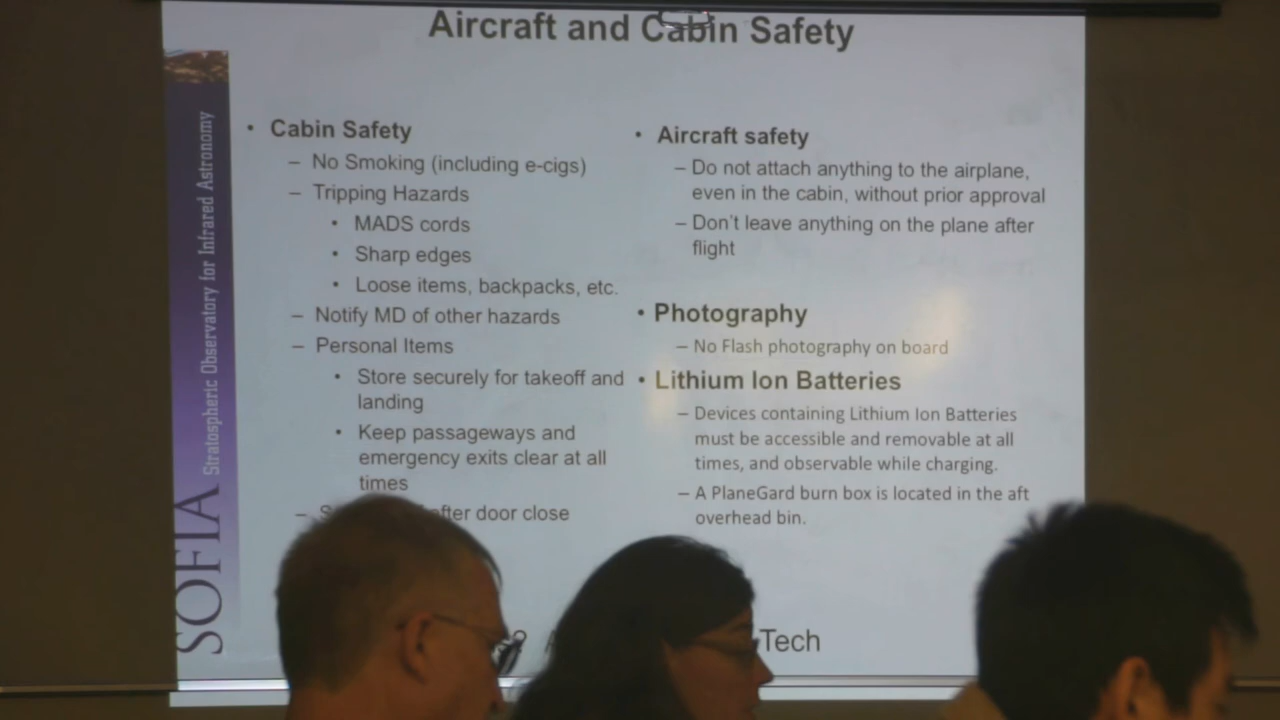 Aircraft and Cabin Safety
• Cabin Safety
– No Smoking (including e-cigs)
– Tripping Hazards
• MADS cords
• Sharp edges
• Loose items, backpacks, etc.
– Notify MD of other hazards
– Personal Items
• Store securely for takeoff and
landing
• Keep passageways and
emergency exits clear at all
times
– after door close
• Aircraft safety
– Do not attach anything to the airplane,
even in the cabin, without prior approval
– Don't leave anything on the plane after
flight
• Photography
– No Flash photography on board
• Lithium Ion Batteries
– Devices containing Lithium Ion Batteries
must be accessible and removable at all
times, and observable while charging.
– A PlaneGard burn box is located in the aft
overhead bin.
Tech
SOFIA Stratospheric Observatory for Infrared Astronomy